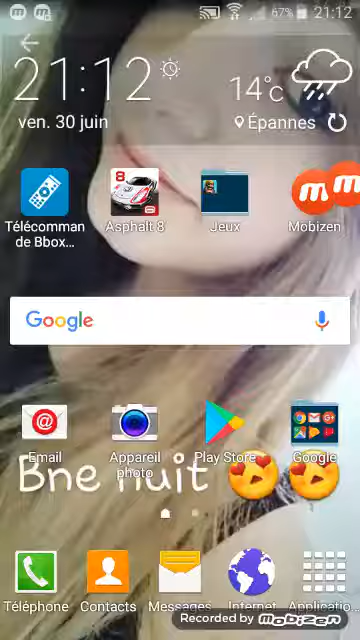 67% 21:12
21:12
14°c
ven. 30 juin
Épannes
Télécomman
de Bbox...
Asphalt 8
Jeux
Mobizen
Google
Email
Appareil
photo
Play Store
Google
Bne nuit
Téléphone
Contacts
Messages
Internet
Applicatio...
Recorded by mobizen